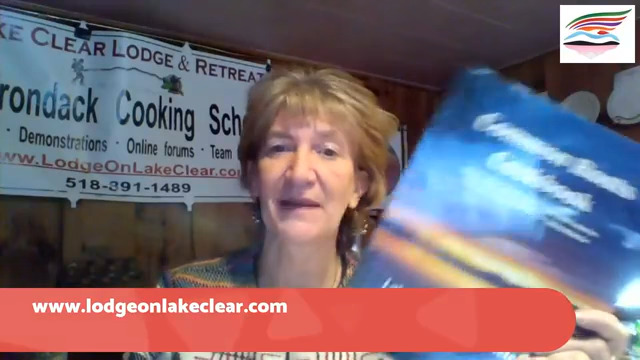 KE CLEAR LODGE & RETREAT
rondack Cooking Scho
· Demonstrations · Online forums · Team
www.LodgeOnLakeClear.co
518-891-1489
www.lodgeonlakeclear.com